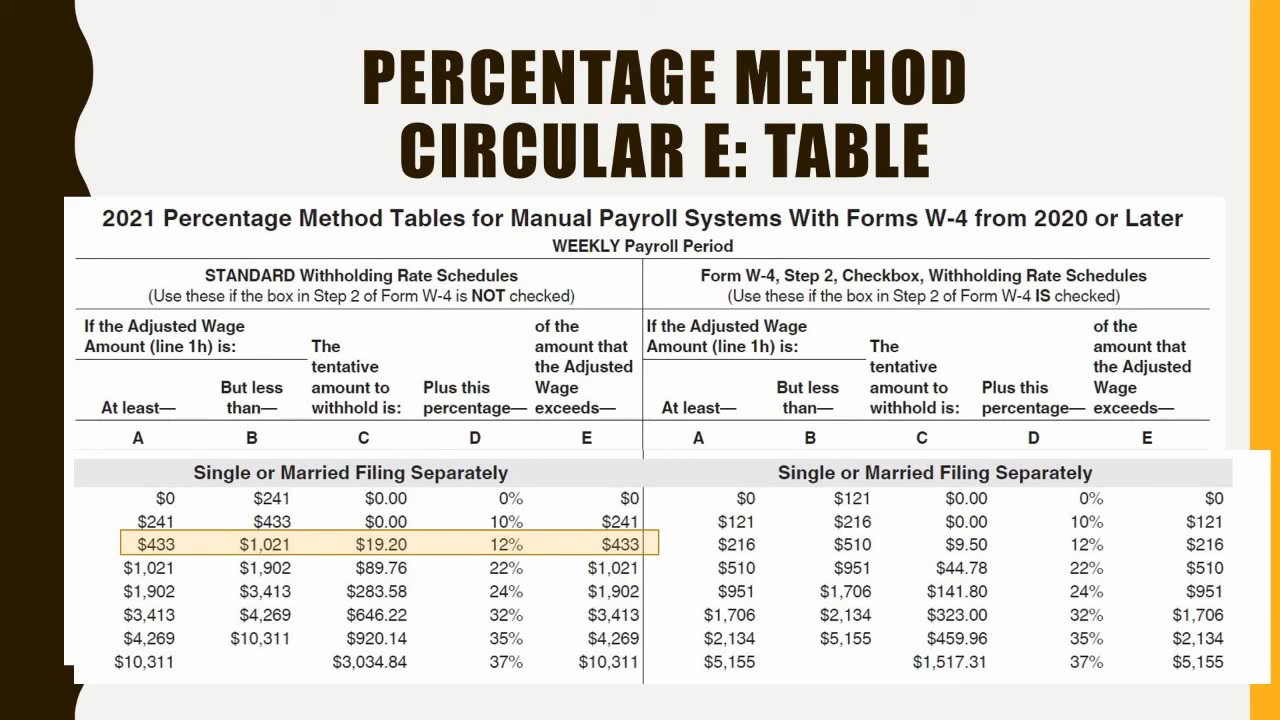 PERCENTAGE METHOD
CIRCULAR E: TABLE
2021 Percentage Method Tables for Manual Payroll Systems With Forms W-4 from 2020 or Later
WEEKLY Payroll Period
STANDARD Withholding Rate Schedules
(Use these if the box in Step 2 of Form W-4 is NOT checked)
Form W-4, Step 2, Checkbox, Withholding Rate Schedules
(Use these if the box in Step 2 of Form W-4 IS checked)
If the Adjusted Wage of the If the Adjusted Wage of the
Amount (line 1h) is: The amount that Amount (line 1h) is: The amount that
tentative the Adjusted tentative the Adjusted
But less amount to Plus this Wage But less amount to Plus this Wage
At least— than— withhold is: percentage— exceeds— At least— than— withhold is: percentage— exceeds—
A B C D E A B C D E
Single or Married Filing Separately Single or Married Filing Separately
$0 $241 $0.00 0% $0 $0 $121 $0.00 0% $0
$241 $433 $0.00 10% $241 $121 $216 $0.00 10% $121
$433 $1,021 $19.20 12% $433 $216 $510 $9.50 12% $216
$1,021 $1,902 $89.76 22% $1,021 $510 $951 $44.78 22% $510
$1,902 $3,413 $283.58 24% $1,902 $951 $1,706 $141.80 24% $951
$3,413 $4,269 $646.22 32% $3,413 $1,706 $2,134 $323.00 32% $1,706
$4,269 $10,311 $920.14 35% $4,269 $2,134 $5,155 $459.96 35% $2,134
$10,311 $3,034.84 37% $10,311 $5,155 $1,517.31 37% $5,155